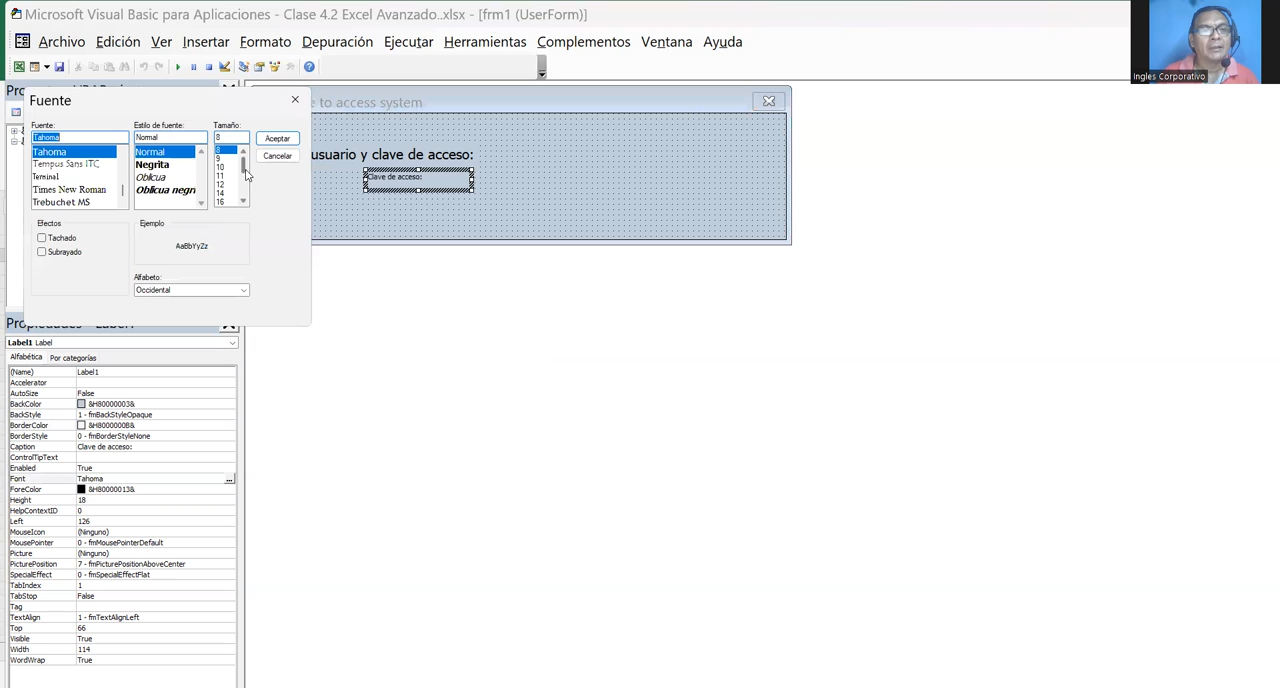 Microsoft Visual Basic para Aplicaciones - Clase 4.2 Excel Avanzado..xlsx - [frm1 (UserForm)]
Archivo Edición Ver Insertar Formato Depuración Ejecutar Herramientas Complementos Ventana Ayuda
Ingles Corporativo
Fuente
Fuente: Estilo de fuente: Tamaño:
Tahoma Normal 8 Aceptar
Tahoma Normal 8 Cancelar
Tempus Sans ITC Negrita 9
Terminal Oblicua 10
Times New Roman Oblicua negri 11
Trebuchet MS 12
14
16
Efectos Ejemplo
Tachado
Subrayado AaBbYyZz
Alfabeto:
Occidental
e to access system
usuario y clave de acceso:
Clave de acceso:
Label1 Label
Alfabética Por categorías
(Name) Label1
Accelerator
AutoSize False
BackColor &H80000003&
BackStyle 1 - fmBackStyleOpaque
BorderColor &H8000000B&
BorderStyle 0 - fmBorderStyleNone
Caption Clave de acceso:
ControlTipText
Enabled True
Font Tahoma ...
ForeColor &H80000013&
Height 18
HelpContextID 0
Left 126
MouseIcon (Ninguno)
MousePointer 0 - fmMousePointerDefault
Picture (Ninguno)
PicturePosition 7 - fmPicturePositionAboveCenter
SpecialEffect 0 - fmSpecialEffectFlat
TabIndex 1
TabStop False
Tag
TextAlign 1 - fmTextAlignLeft
Top 66
Visible True
Width 114
WordWrap True